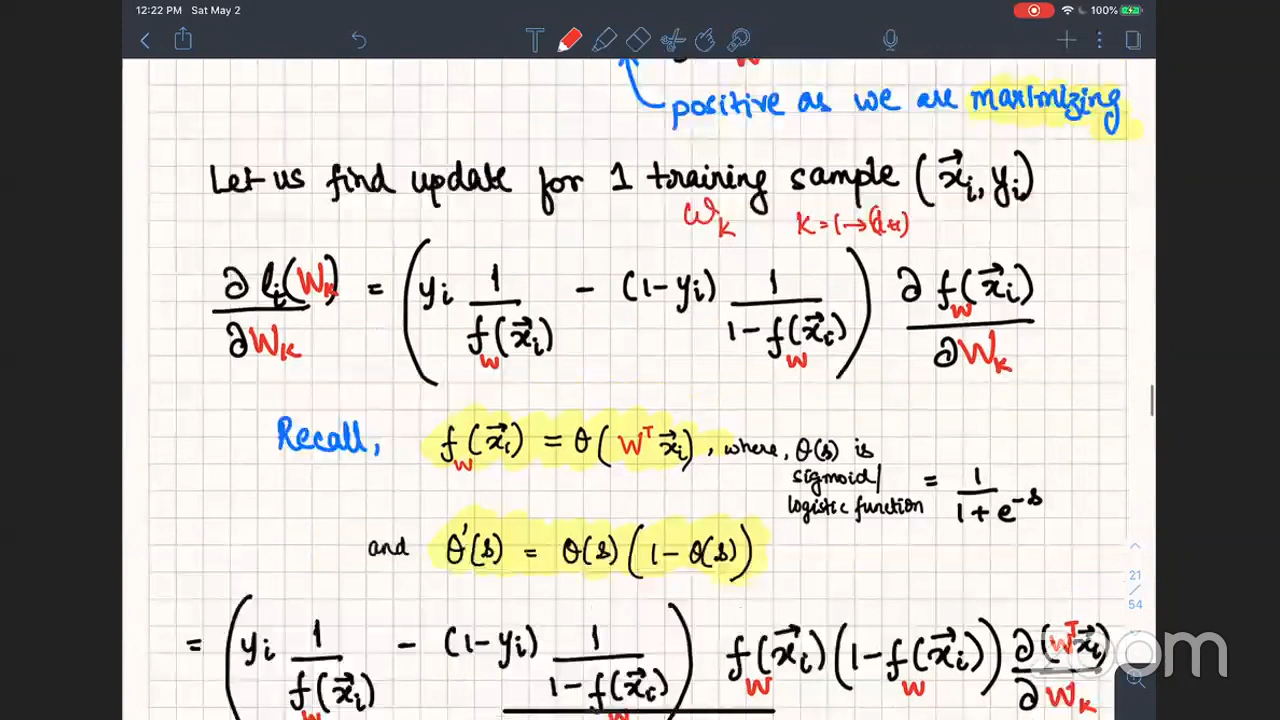 12:22 PM Sat May 2
100%
W
positive as we are maximizing
Let us find update for 1 training sample (x⃗ᵢ, yᵢ)
W_K K = 1 → (d+1)
∂ lᵢ(W_K) / ∂W_K = ( yᵢ 1 / f_W(x⃗ᵢ) − (1−yᵢ) 1 / 1−f_W(x⃗ᵢ) ) ∂ f_W(x⃗ᵢ) / ∂W_K
Recall, f_W(x⃗ᵢ) = θ(Wᵀx⃗ᵢ), where, θ(s) is
sigmoid/
logistic function = 1 / 1+e^−s
and θ'(s) = θ(s)(1−θ(s))
21
/
54
= ( yᵢ 1 / f_W(x⃗ᵢ) − (1−yᵢ) 1 / 1−f_W(x⃗ᵢ) ) f_W(x⃗ᵢ)(1−f_W(x⃗ᵢ)) ∂(Wᵀx⃗ᵢ) / ∂W_K
zoom